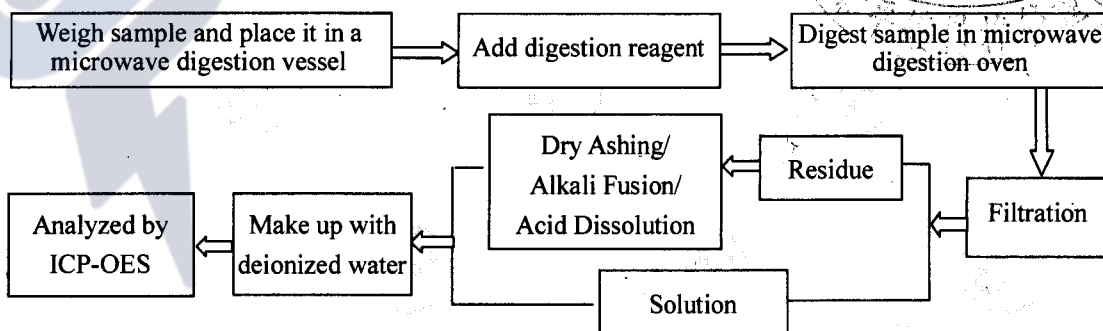 Weigh sample and place it in a
microwave digestion vessel
Add digestion reagent
Digest sample in microwave
digestion oven
Filtration
Residue
Dry Ashing/
Alkali Fusion/
Acid Dissolution
Solution
Make up with
deionized water
Analyzed by
ICP-OES